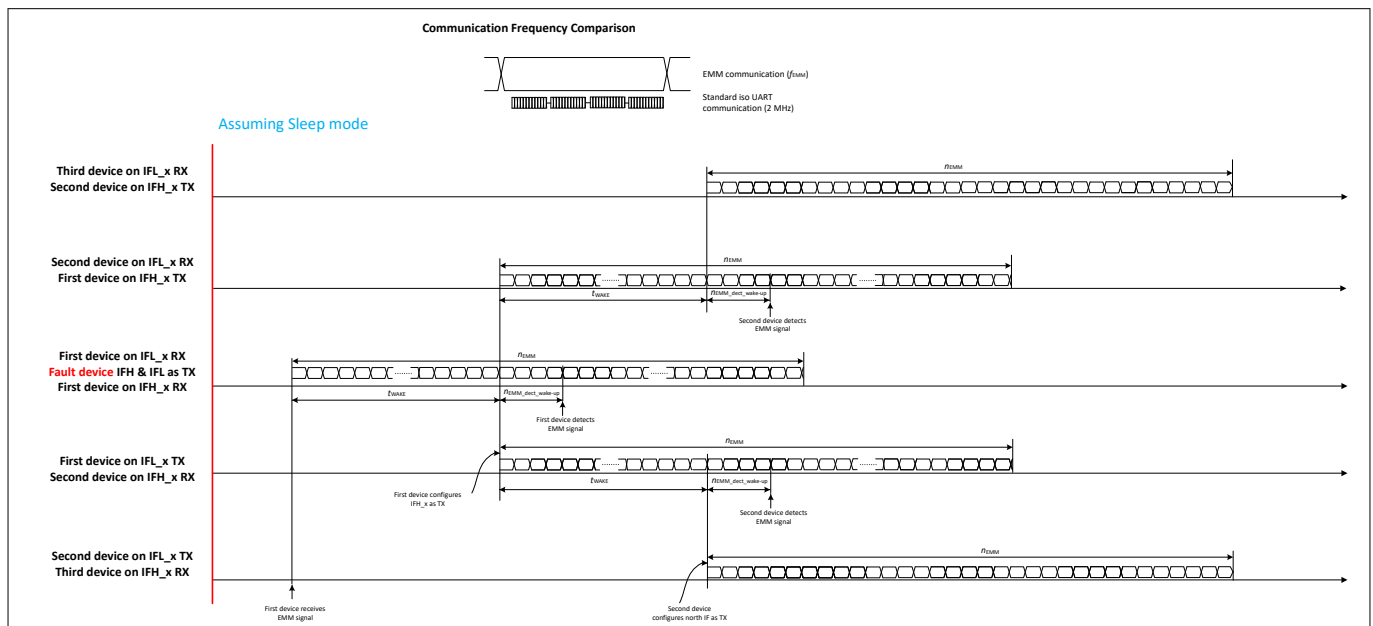 Communication Frequency Comparison
EMM communication (fEMM)
Standard iso UART
communication (2 MHz)
Assuming Sleep mode
Third device on IFL_x RX
Second device on IFH_x TX
nEMM
Second device on IFL_x RX
First device on IFH_x TX
nEMM
........
........
tWAKE
nEMM_dect_wake-up
Second device detects
EMM signal
First device on IFL_x RX
Fault device IFH & IFL as TX
First device on IFH_x RX
nEMM
........
........
tWAKE
nEMM_dect_wake-up
First device detects
EMM signal
First device on IFL_x TX
Second device on IFH_x RX
nEMM
........
........
tWAKE
nEMM_dect_wake-up
First device configures
IFH_x as TX
Second device detects
EMM signal
Second device on IFL_x TX
Third device on IFH_x RX
nEMM
First device receives
EMM signal
Second device
configures north IF as TX